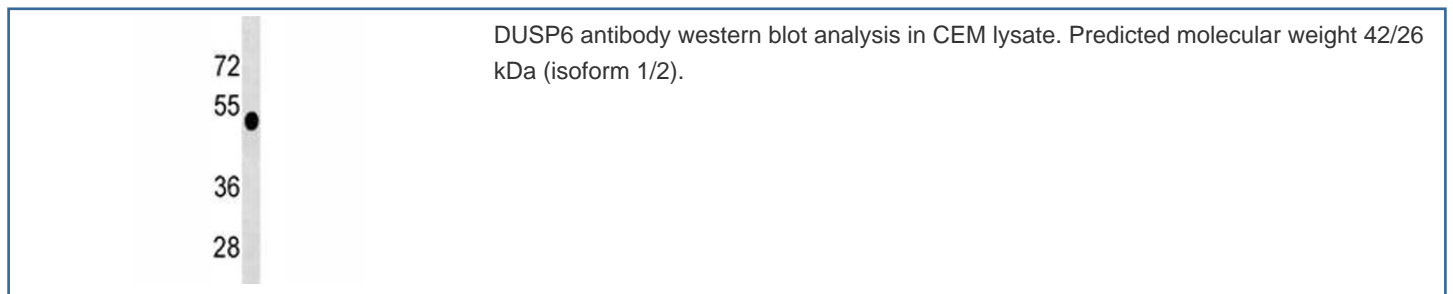 DUSP6 antibody western blot analysis in CEM lysate. Predicted molecular weight 42/26
kDa (isoform 1/2).
72
55
36
28